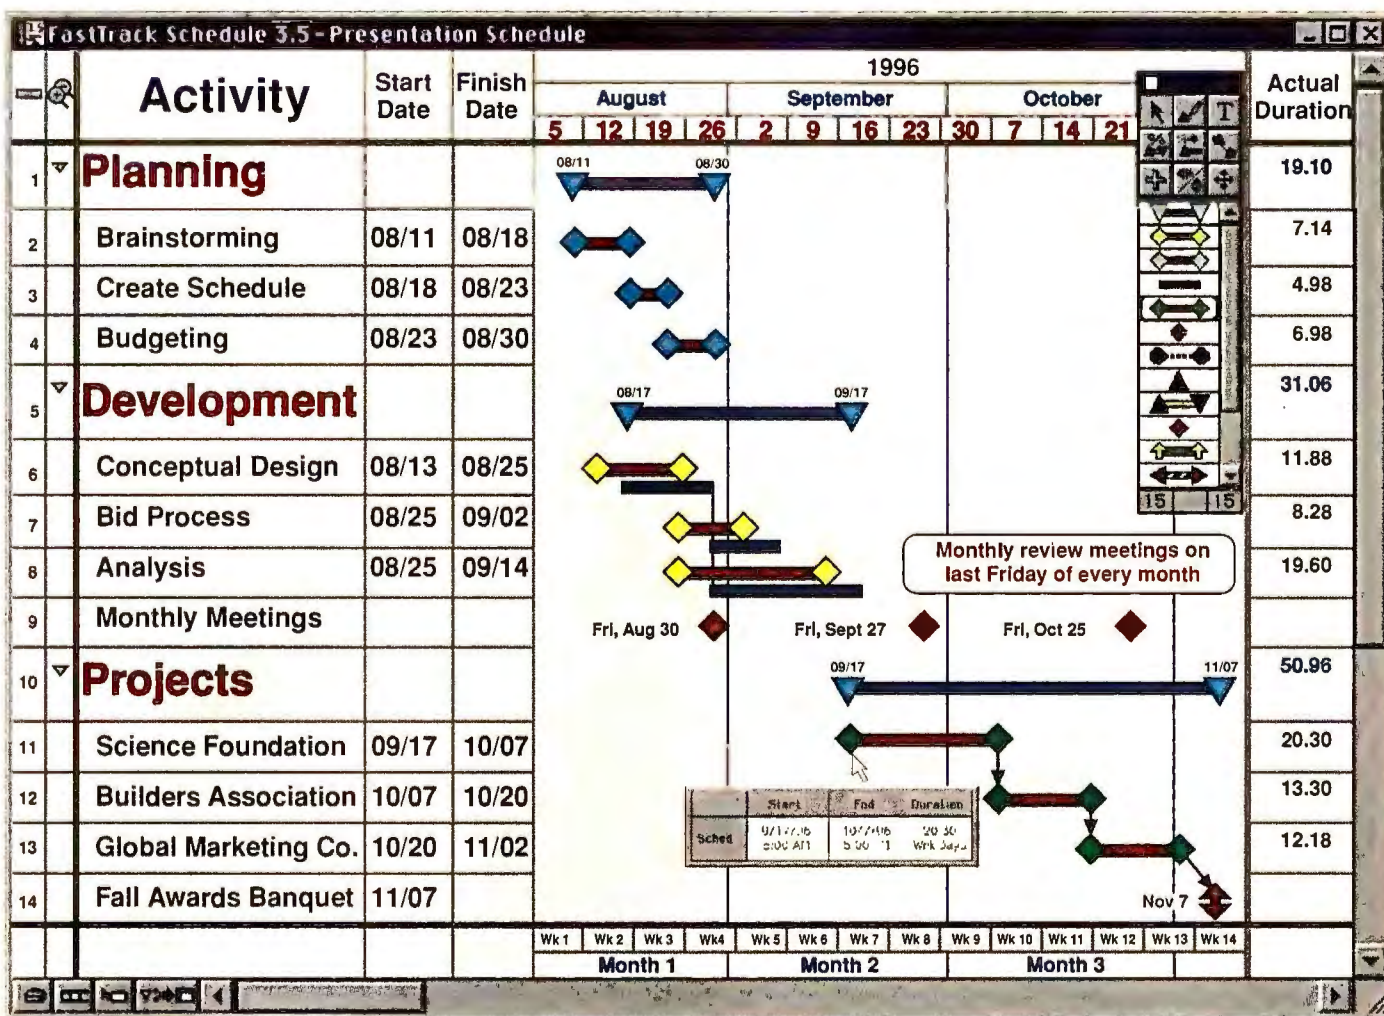 FastTrack Schedule 3.5-Presentation Schedule
Activity
Start Date
Finish Date
1996
August
September
October
5 12 19 26 2 9 16 23 30 7 14 21
T
Actual Duration
1 Planning 08/11 08/30 19.10
2 Brainstorming 08/11 08/18 7.14
3 Create Schedule 08/18 08/23 4.98
4 Budgeting 08/23 08/30 6.98
5 Development 08/17 09/17 31.06
6 Conceptual Design 08/13 08/25 11.88
15 15
7 Bid Process 08/25 09/02 8.28
Monthly review meetings on
last Friday of every month
8 Analysis 08/25 09/14 19.60
9 Monthly Meetings Fri, Aug 30 Fri, Sept 27 Fri, Oct 25
10 Projects 09/17 11/07 50.96
11 Science Foundation 09/17 10/07 20.30
12 Builders Association 10/07 10/20 13.30
Start End Duration
Sched
13 Global Marketing Co. 10/20 11/02 12.18
14 Fall Awards Banquet 11/07 Nov 7
Wk 1 Wk 2 Wk 3 Wk4 Wk 5 Wk 6 Wk 7 Wk 8 Wk 9 Wk 10 Wk 11 Wk 12 Wk 13 Wk 14
Month 1 Month 2 Month 3